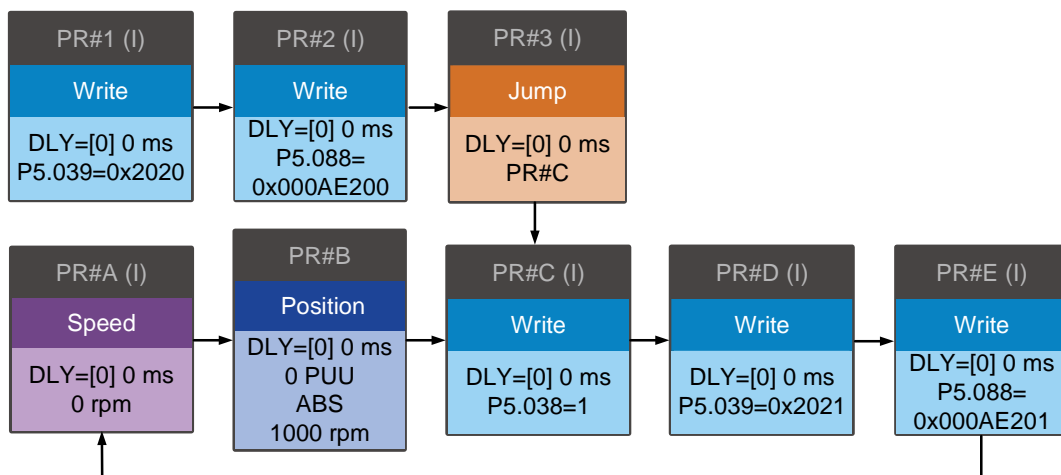 PR#1 (I)
Write
DLY=[0] 0 ms
P5.039=0x2020
PR#2 (I)
Write
DLY=[0] 0 ms
P5.088=
0x000AE200
PR#3 (I)
Jump
DLY=[0] 0 ms
PR#C
PR#A (I)
Speed
DLY=[0] 0 ms
0 rpm
PR#B
Position
DLY=[0] 0 ms
0 PUU
ABS
1000 rpm
PR#C (I)
Write
DLY=[0] 0 ms
P5.038=1
PR#D (I)
Write
DLY=[0] 0 ms
P5.039=0x2021
PR#E (I)
Write
DLY=[0] 0 ms
P5.088=
0x000AE201